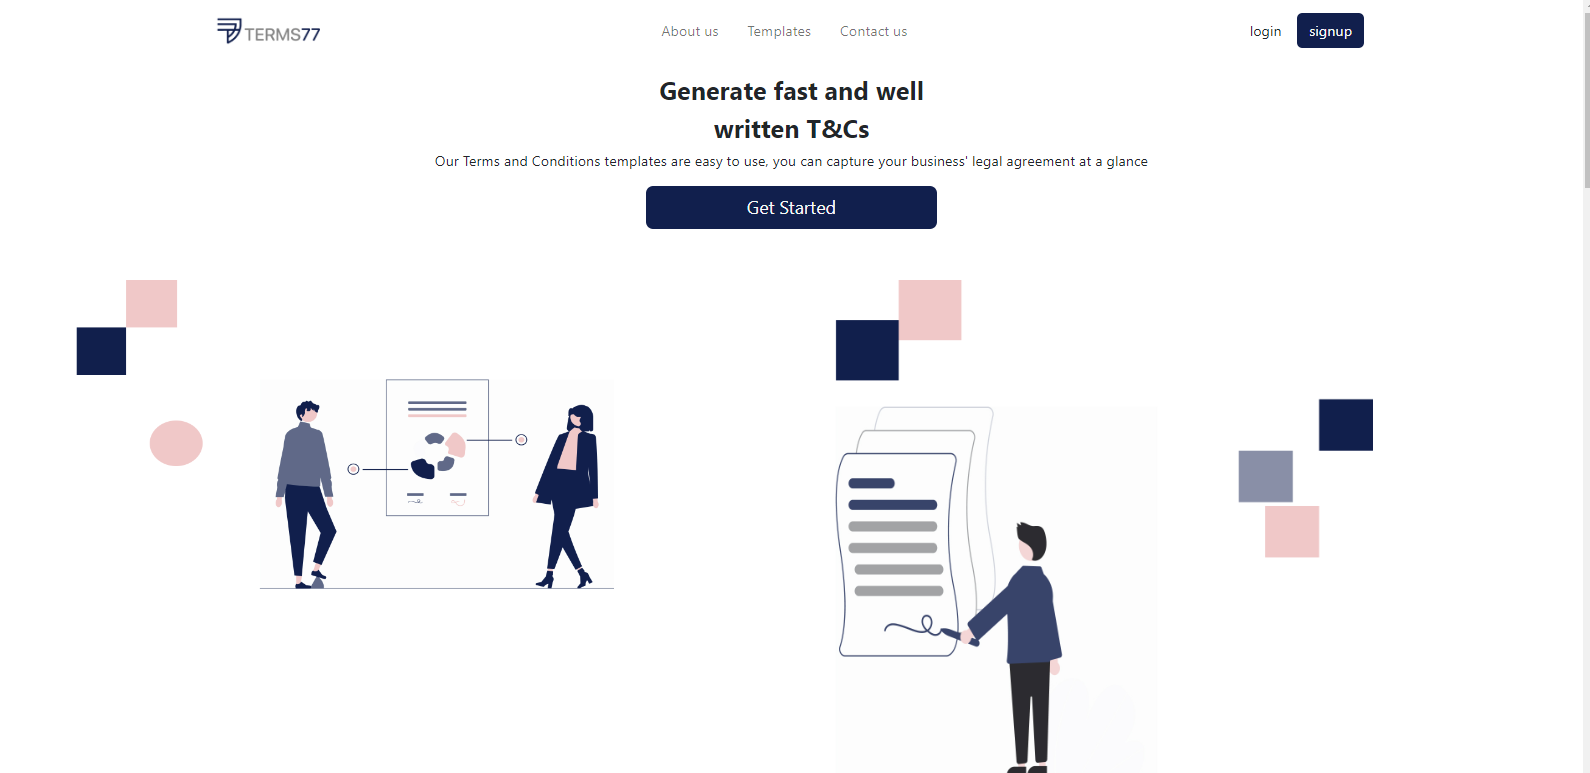 TERMS77
About us Templates Contact us
login signup
Generate fast and well
written T&Cs
Our Terms and Conditions templates are easy to use, you can capture your business' legal agreement at a glance
Get Started